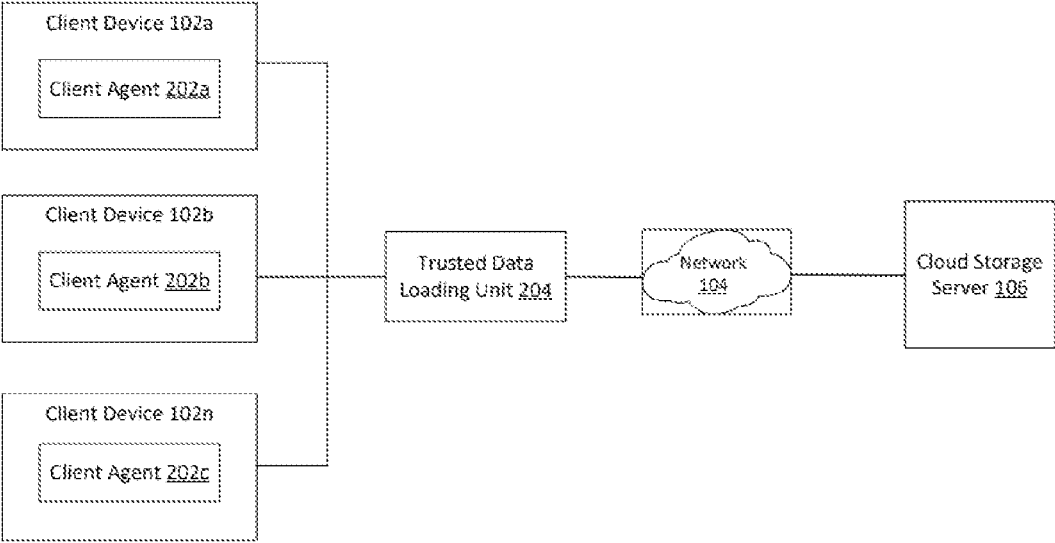 Client Device 102a
Client Agent 202a
Client Device 102b
Client Agent 202b
Client Device 102n
Client Agent 202c
Trusted Data
Loading Unit 204
Network
104
Cloud Storage
Server 106